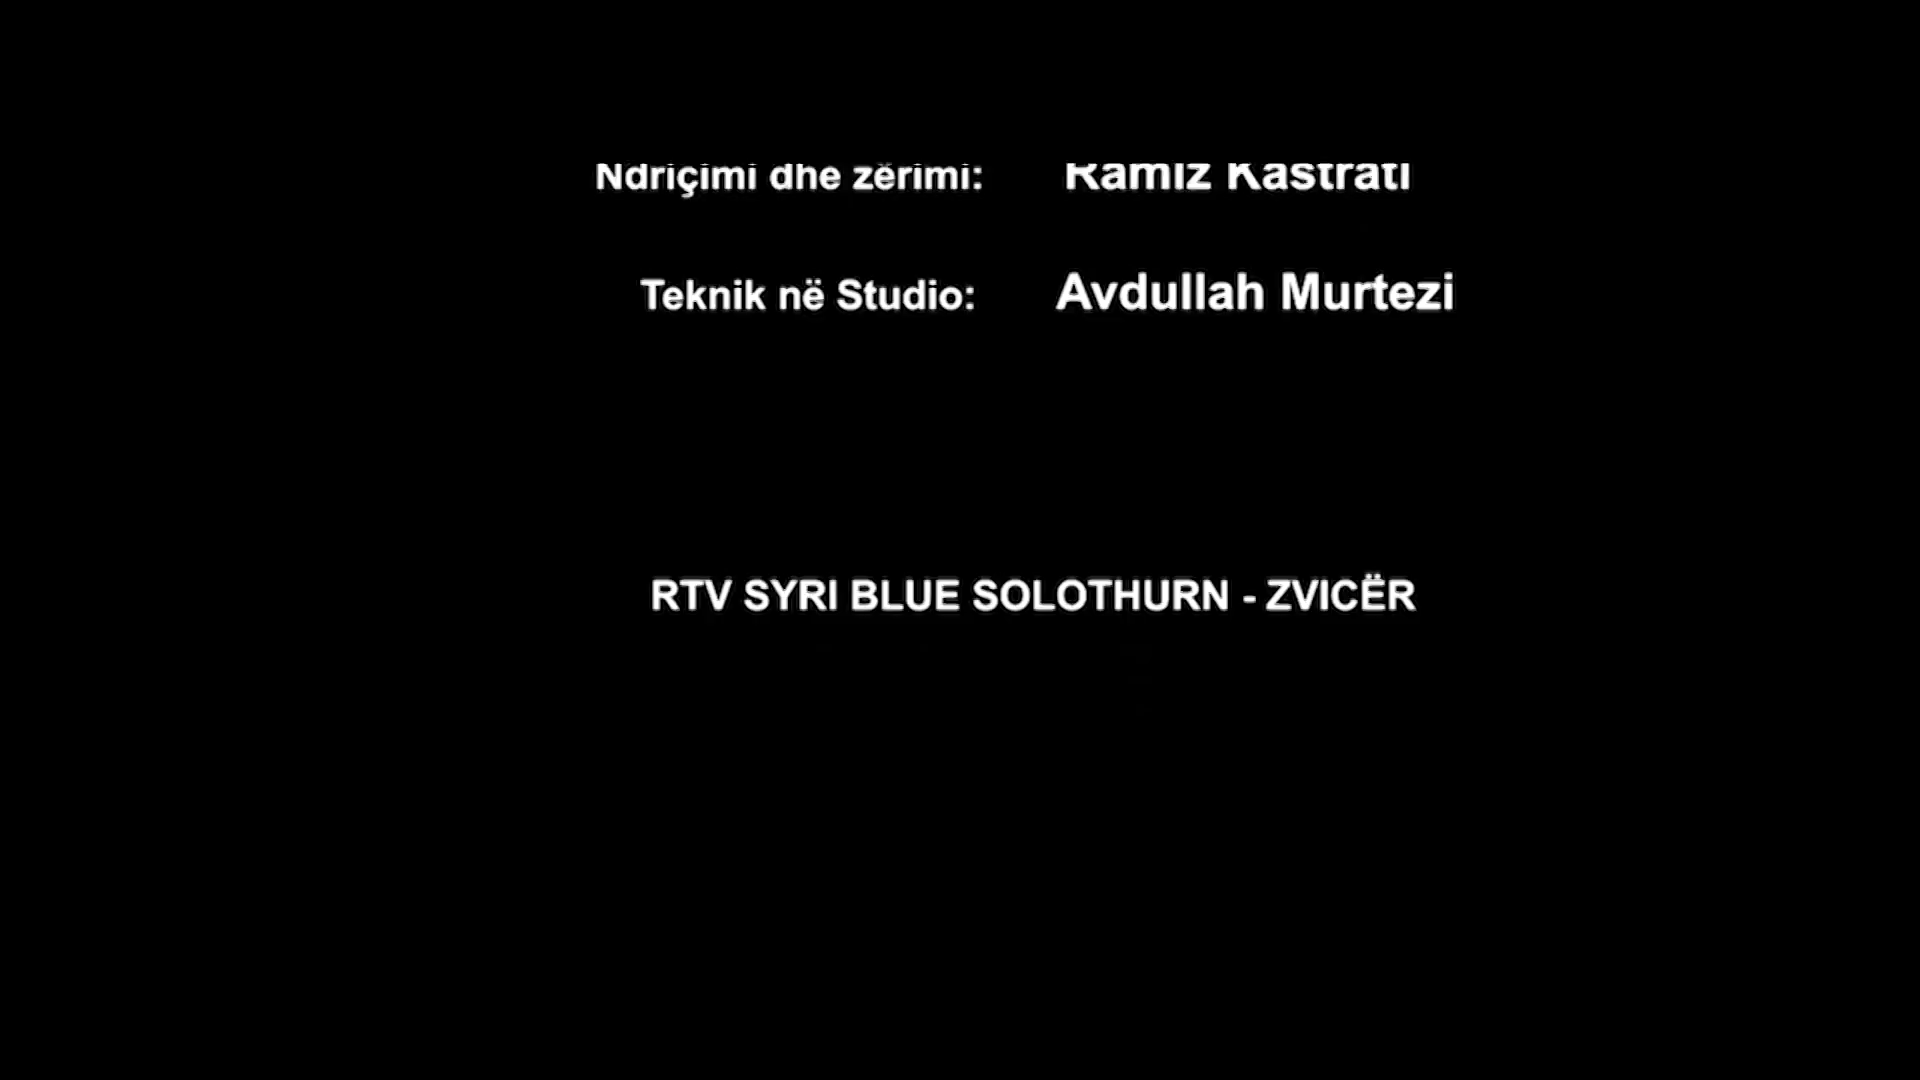 Ndriçimi dhe zërimi: Ramiz Kastrati
Teknik në Studio: Avdullah Murtezi
RTV SYRI BLUE SOLOTHURN - ZVICËR